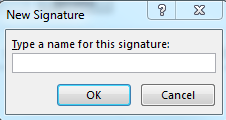 New Signature
Type a name for this signature:
OK Cancel